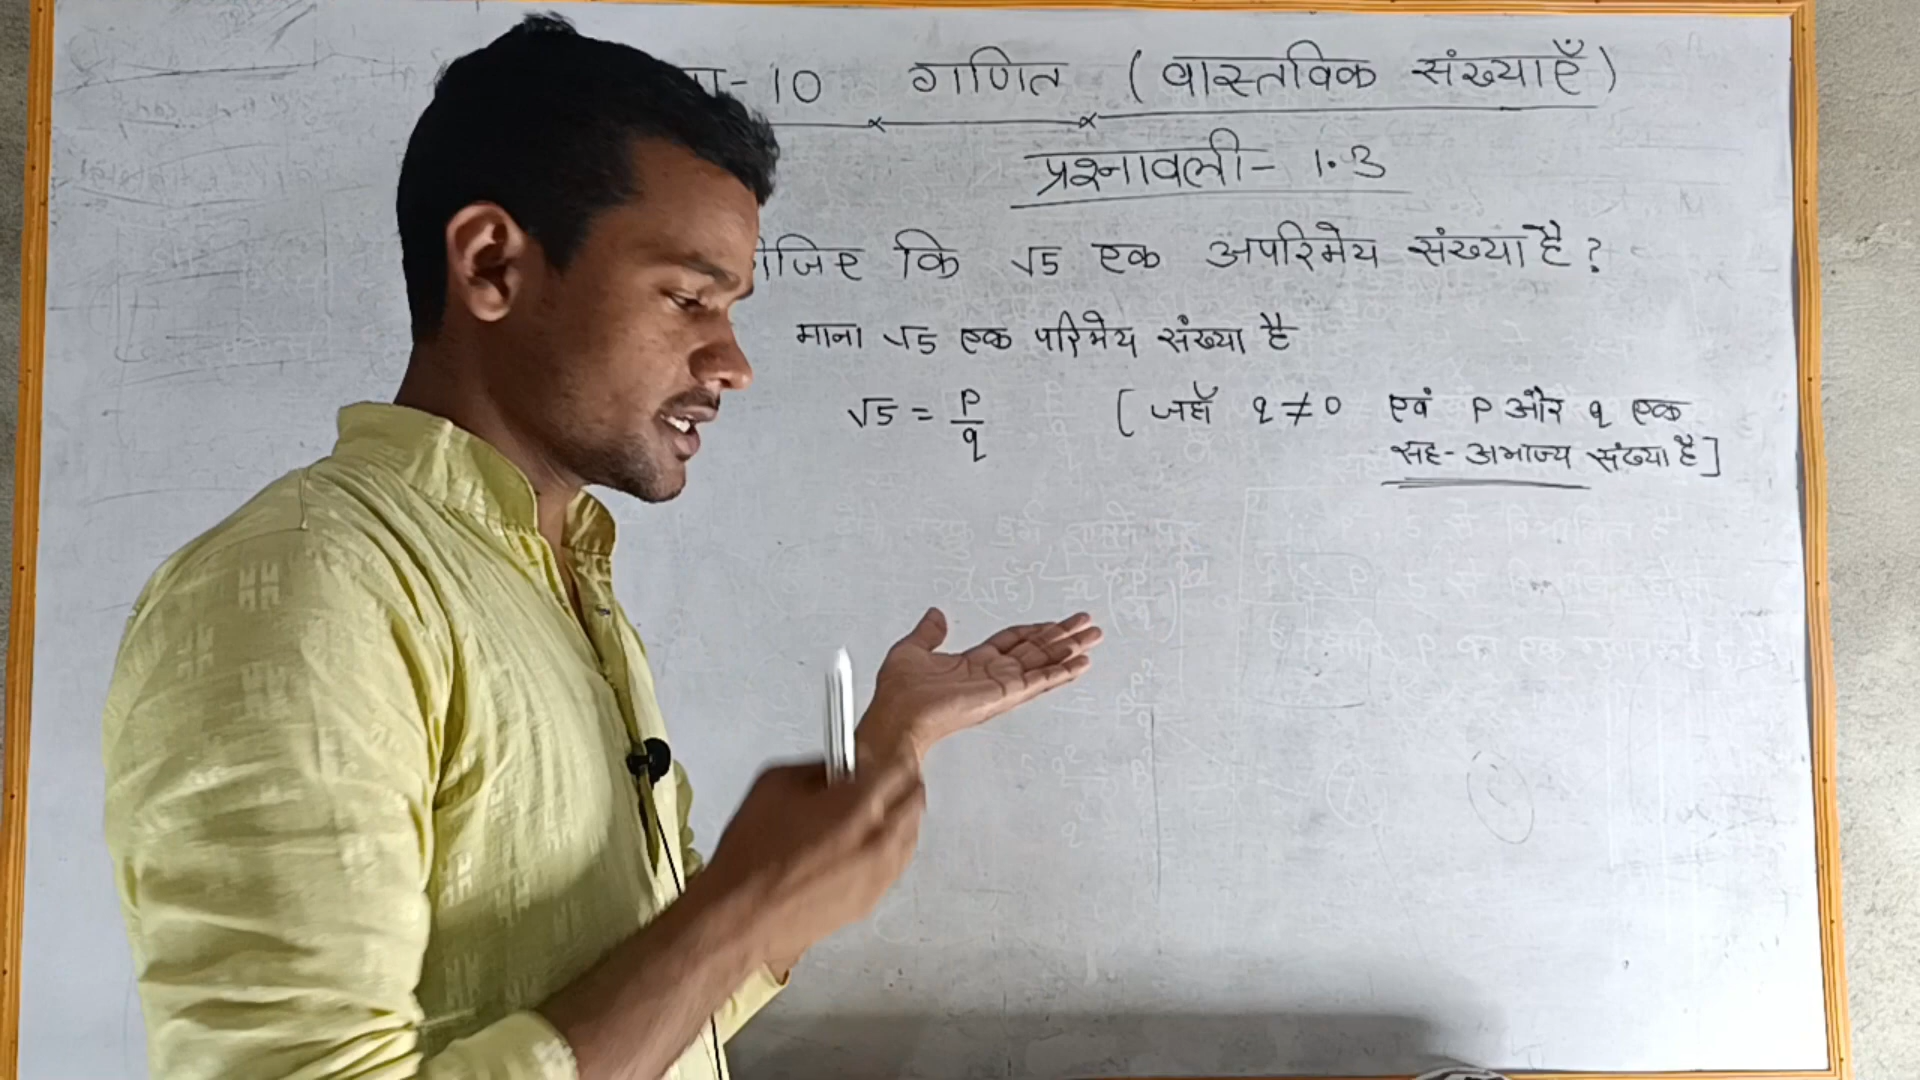 -10 गणित (वास्तविक संख्याएँ)
प्रश्नावली- 1.3
कि √5 एक अपरिमेय संख्या है?
माना √5 एक परिमेय संख्या है
√5 = p/q [जहाँ q ≠ 0 एवं p और q एक
सह-अभाज्य संख्या है]